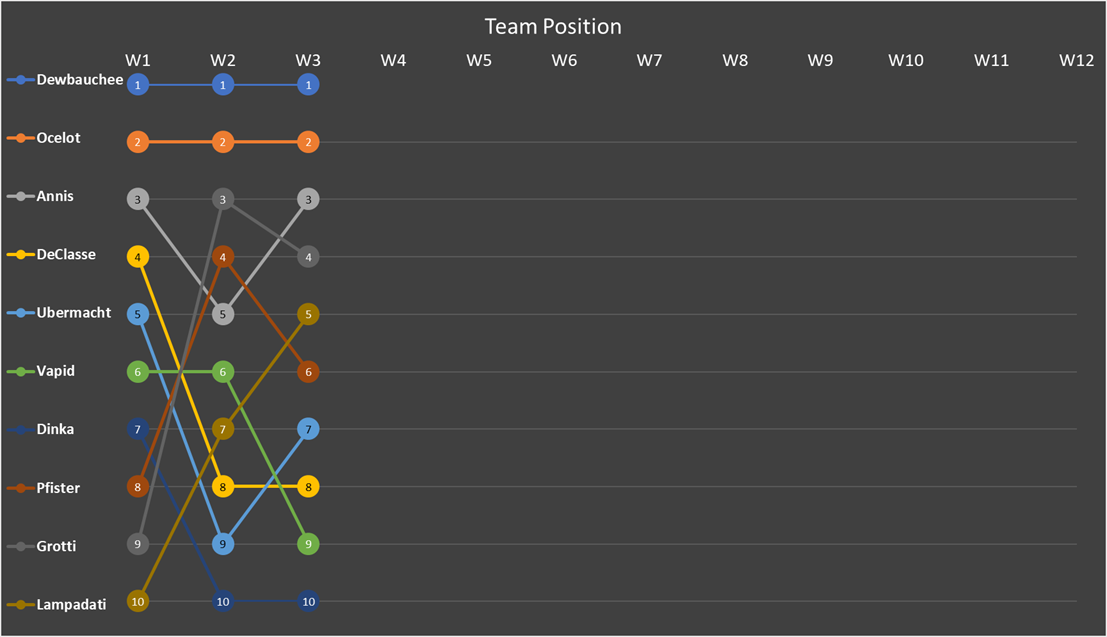 Team Position
W1 W2 W3 W4 W5 W6 W7 W8 W9 W10 W11 W12
Dewbauchee 1 1 1
Ocelot 2 2 2
Annis 3 3 3
DeClasse 4 4 4
Ubermacht 5 5 5
Vapid 6 6 6
Dinka 7 7 7
Pfister 8 8 8
Grotti 9 9 9
Lampadati 10 10 10